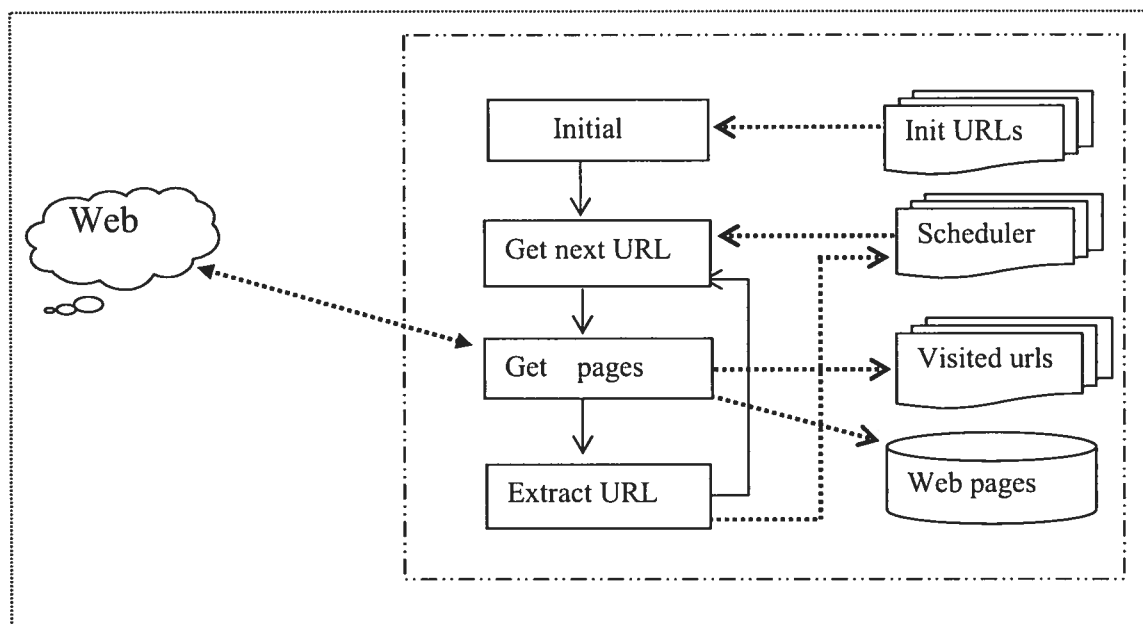 Initial
Init URLs
Web
Get next URL
Scheduler
Get pages
Visited urls
Extract URL
Web pages